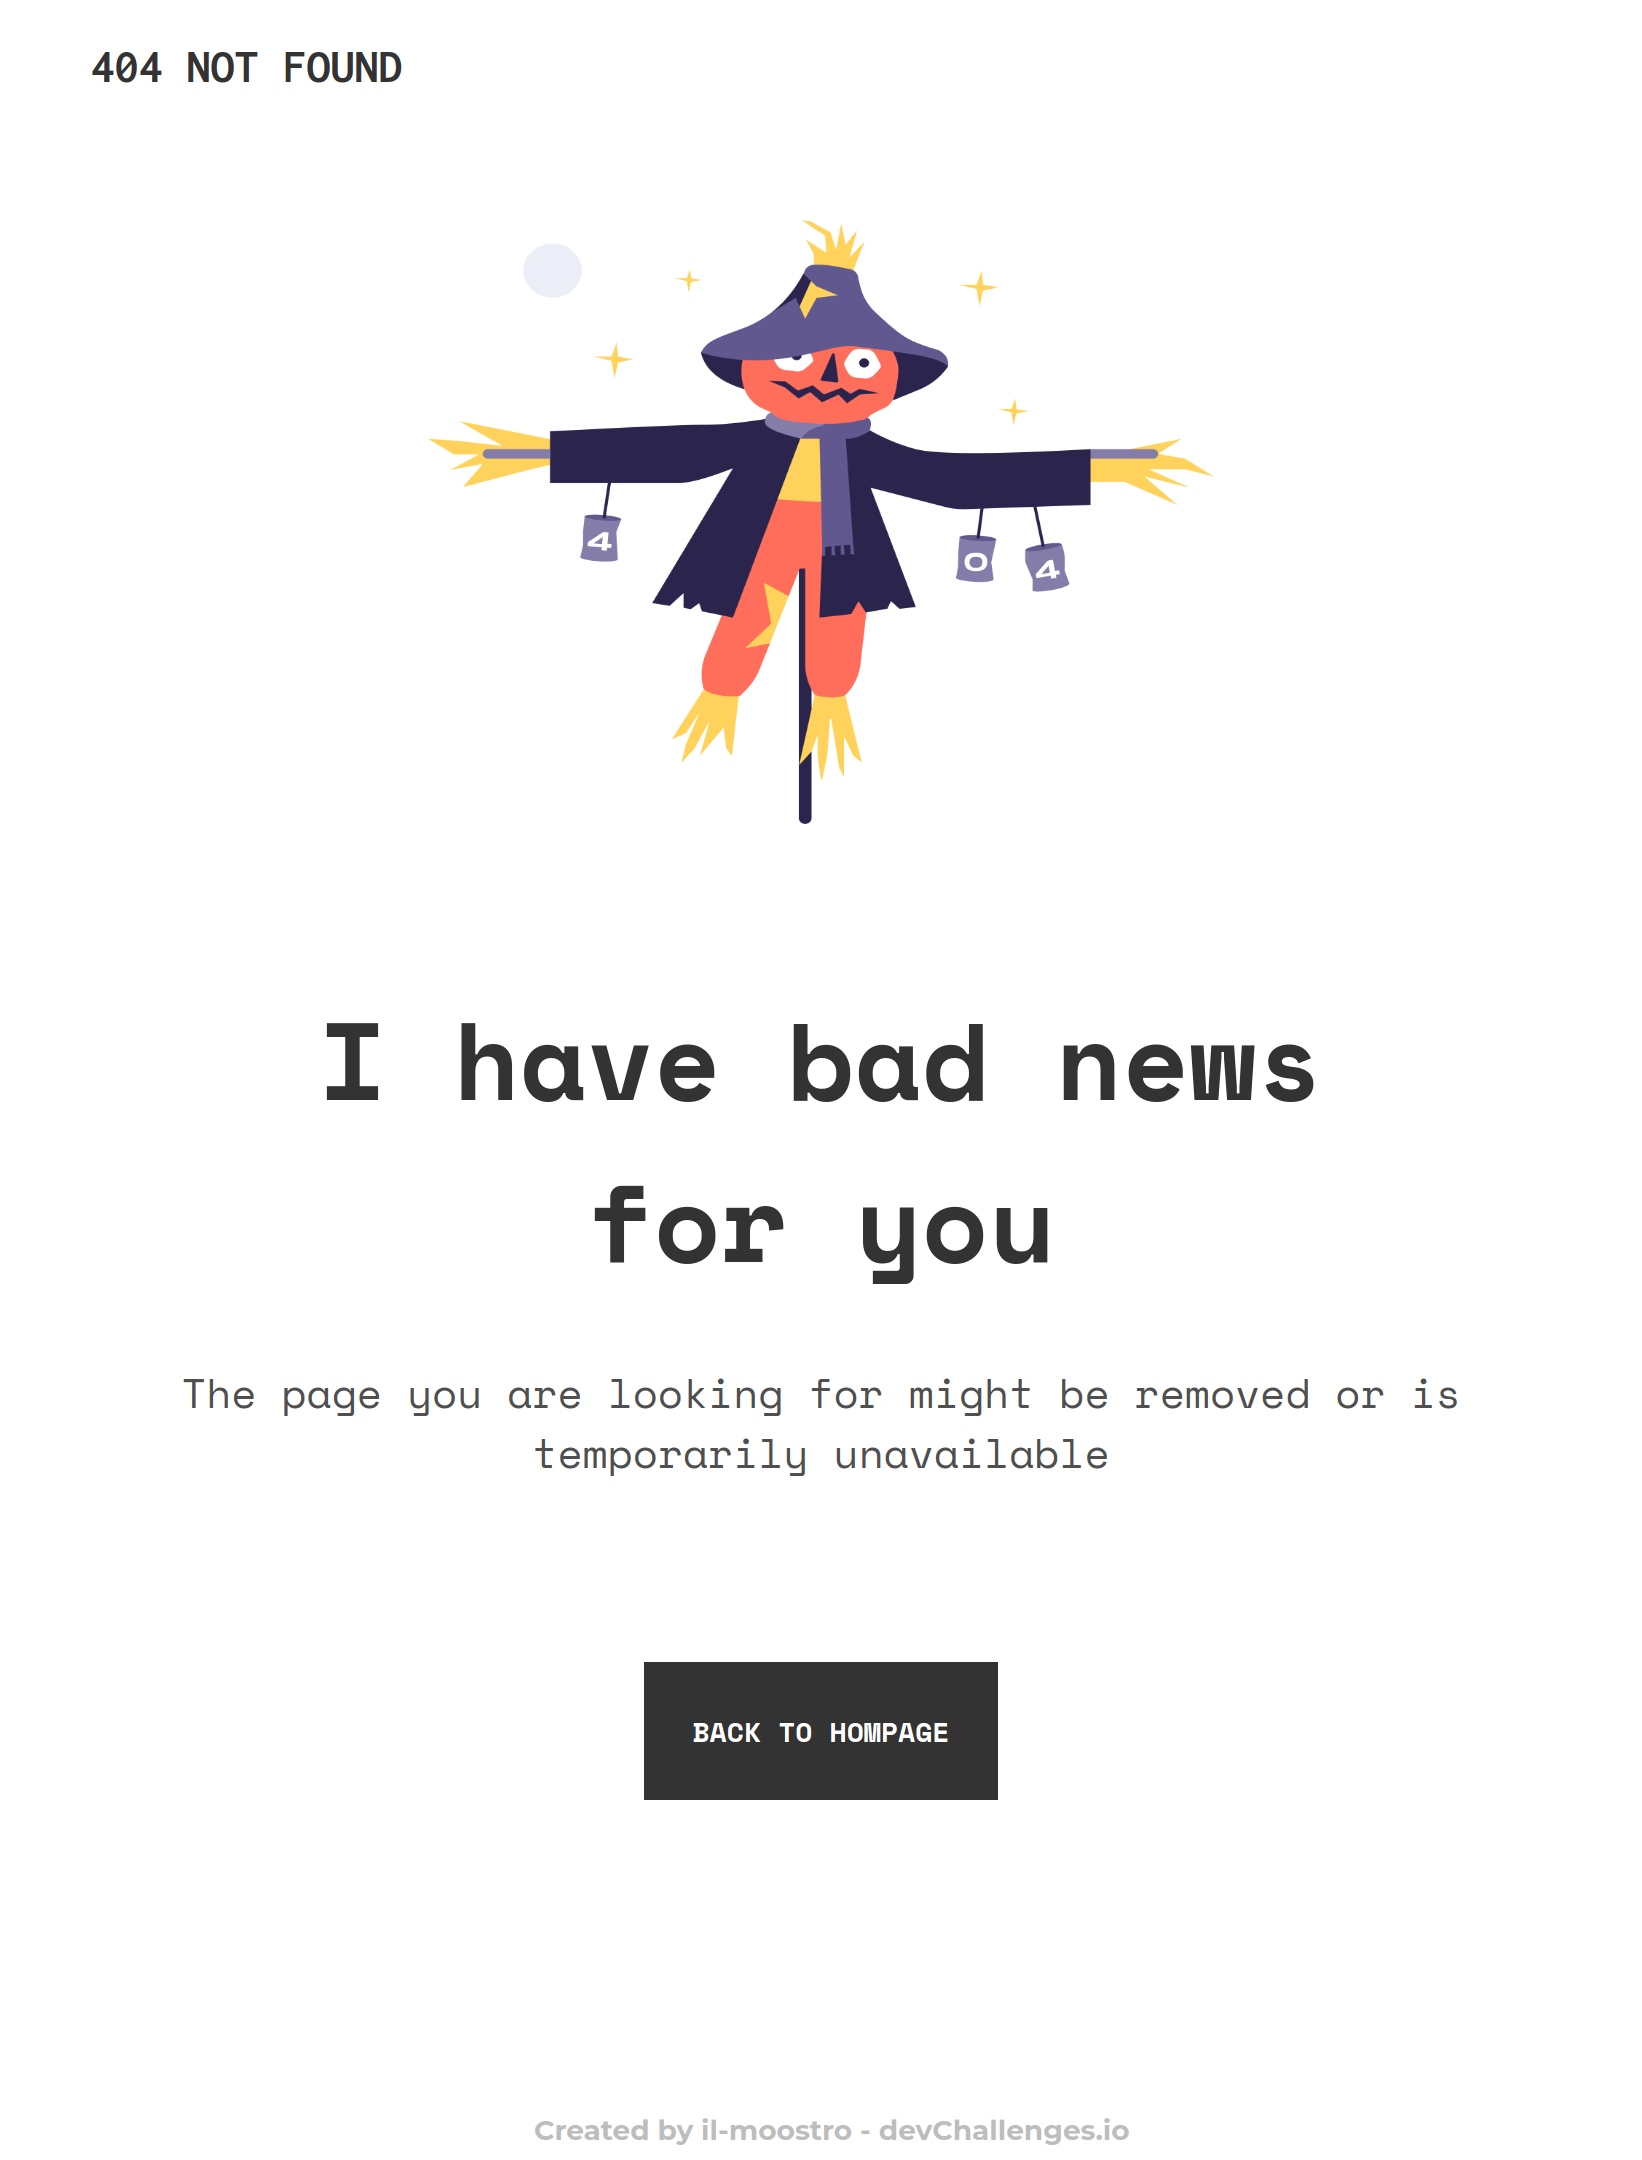 404 NOT FOUND
4
0
4
I have bad news
for you
The page you are looking for might be removed or is
temporarily unavailable
BACK TO HOMPAGE
Created by il-moostro - devChallenges.io